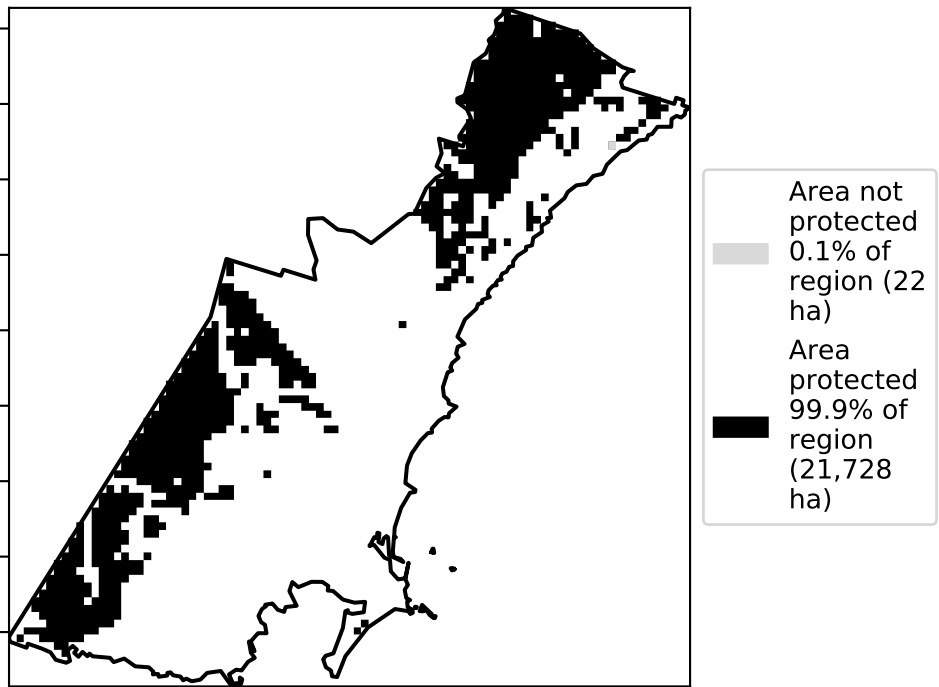 Area not
protected
0.1% of
region (22
ha)
Area
protected
99.9% of
region
(21,728
ha)